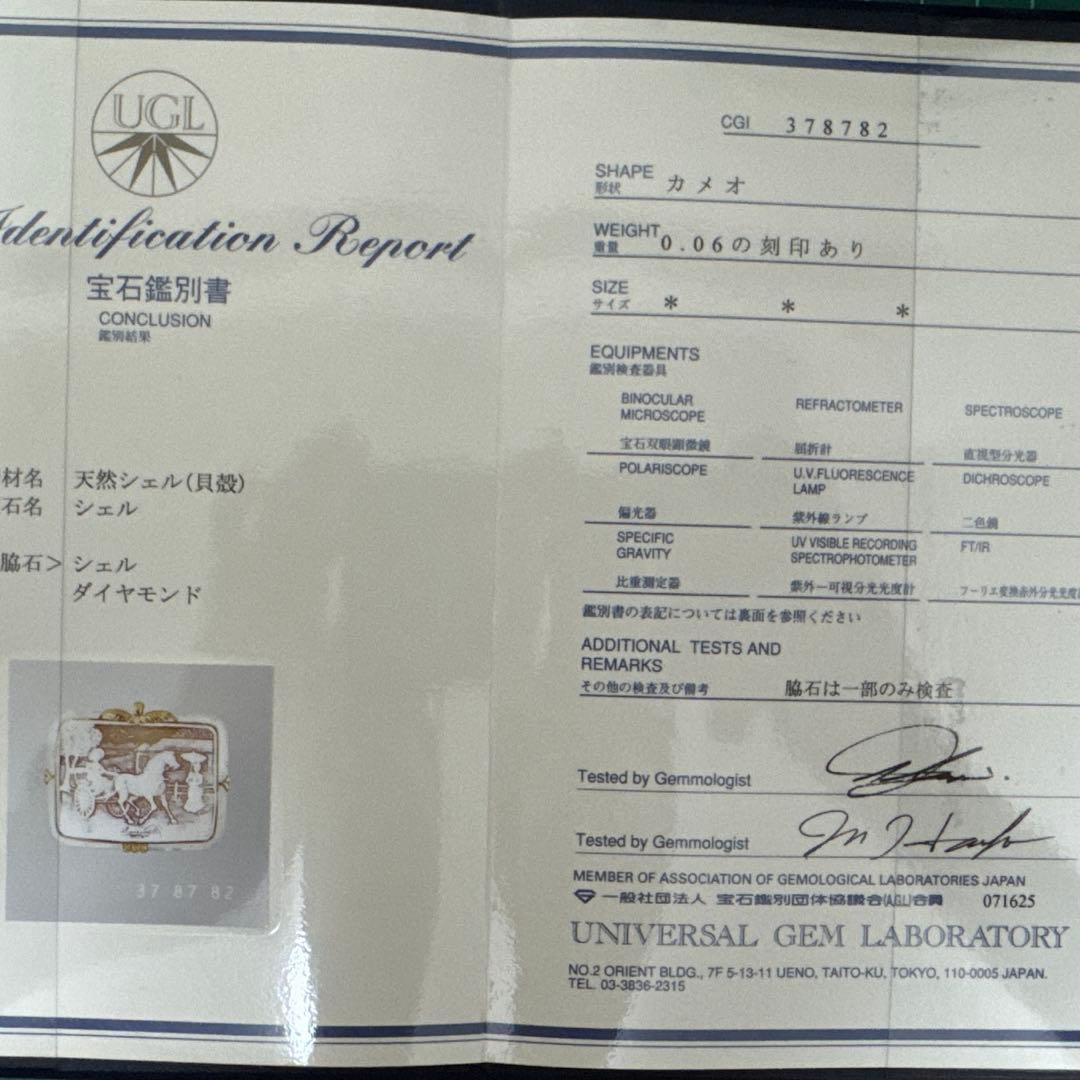 UGL
Identification Report
宝石鑑別書
CONCLUSION
鑑別結果
材名 天然シェル(貝殻)
石名 シェル
脇石> シェル
ダイヤモンド
37 87 82
CGI 378782
SHAPE
形状 カメオ
WEIGHT
重量 0.06の刻印あり
SIZE
サイズ * * *
EQUIPMENTS
鑑別検査器具
BINOCULAR MICROSCOPE
宝石双眼顕微鏡
REFRACTOMETER
屈折計
SPECTROSCOPE
直視型分光器
POLARISCOPE
偏光器
U.V.FLUORESCENCE LAMP
紫外線ランプ
DICHROSCOPE
二色鏡
SPECIFIC GRAVITY
比重測定器
UV VISIBLE RECORDING SPECTROPHOTOMETER
紫外一可視分光光度計
FT/IR
フーリエ変換赤外分光光度
鑑別書の表記については裏面を参照ください
ADDITIONAL TESTS AND
REMARKS
その他の検査及び備考 脇石は一部のみ検査
Tested by Gemmologist
Tested by Gemmologist
MEMBER OF ASSOCIATION OF GEMOLOGICAL LABORATORIES JAPAN
一般社団法人 宝石鑑別団体協議会(AGL)会員 071625
UNIVERSAL GEM LABORATORY
NO.2 ORIENT BLDG., 7F 5-13-11 UENO, TAITO-KU, TOKYO, 110-0005 JAPAN.
TEL. 03-3836-2315